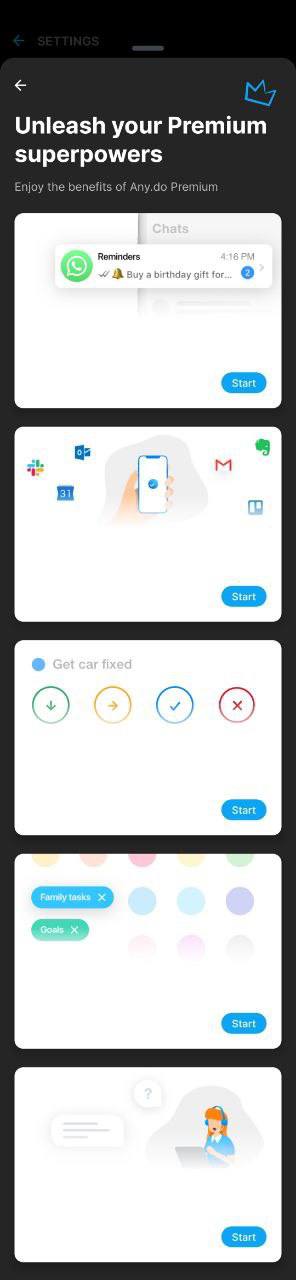 SETTINGS
Unleash your Premium
superpowers
Enjoy the benefits of Any.do Premium
Chats
Reminders
4:16 PM
Buy a birthday gift for...
2
Start
31
Start
Get car fixed
Start
Family tasks
Goals
Start
?
Start